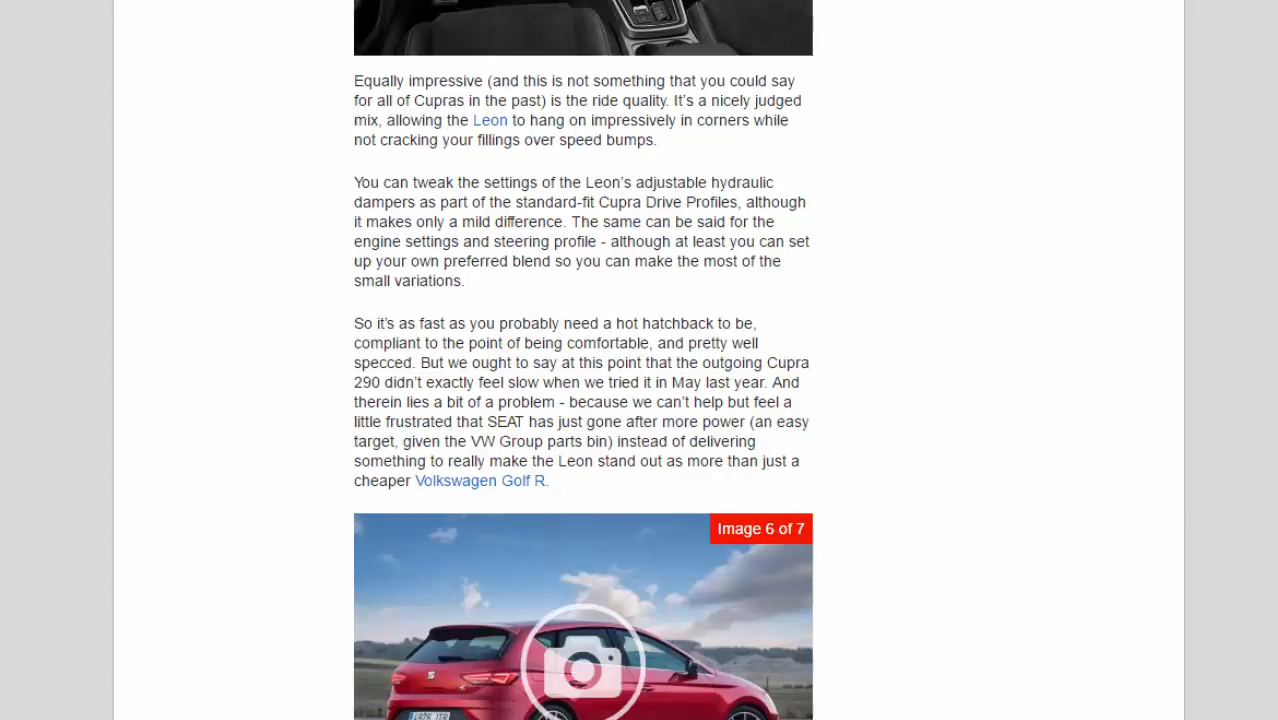 Equally impressive (and this is not something that you could say
for all of Cupras in the past) is the ride quality. It’s a nicely judged
mix, allowing the Leon to hang on impressively in corners while
not cracking your fillings over speed bumps.
You can tweak the settings of the Leon’s adjustable hydraulic
dampers as part of the standard-fit Cupra Drive Profiles, although
it makes only a mild difference. The same can be said for the
engine settings and steering profile - although at least you can set
up your own preferred blend so you can make the most of the
small variations.
So it’s as fast as you probably need a hot hatchback to be,
compliant to the point of being comfortable, and pretty well
specced. But we ought to say at this point that the outgoing Cupra
290 didn’t exactly feel slow when we tried it in May last year. And
therein lies a bit of a problem - because we can’t help but feel a
little frustrated that SEAT has just gone after more power (an easy
target, given the VW Group parts bin) instead of delivering
something to really make the Leon stand out as more than just a
cheaper Volkswagen Golf R.
Image 6 of 7